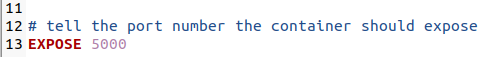 11
12 # tell the port number the container should expose
13 EXPOSE 5000